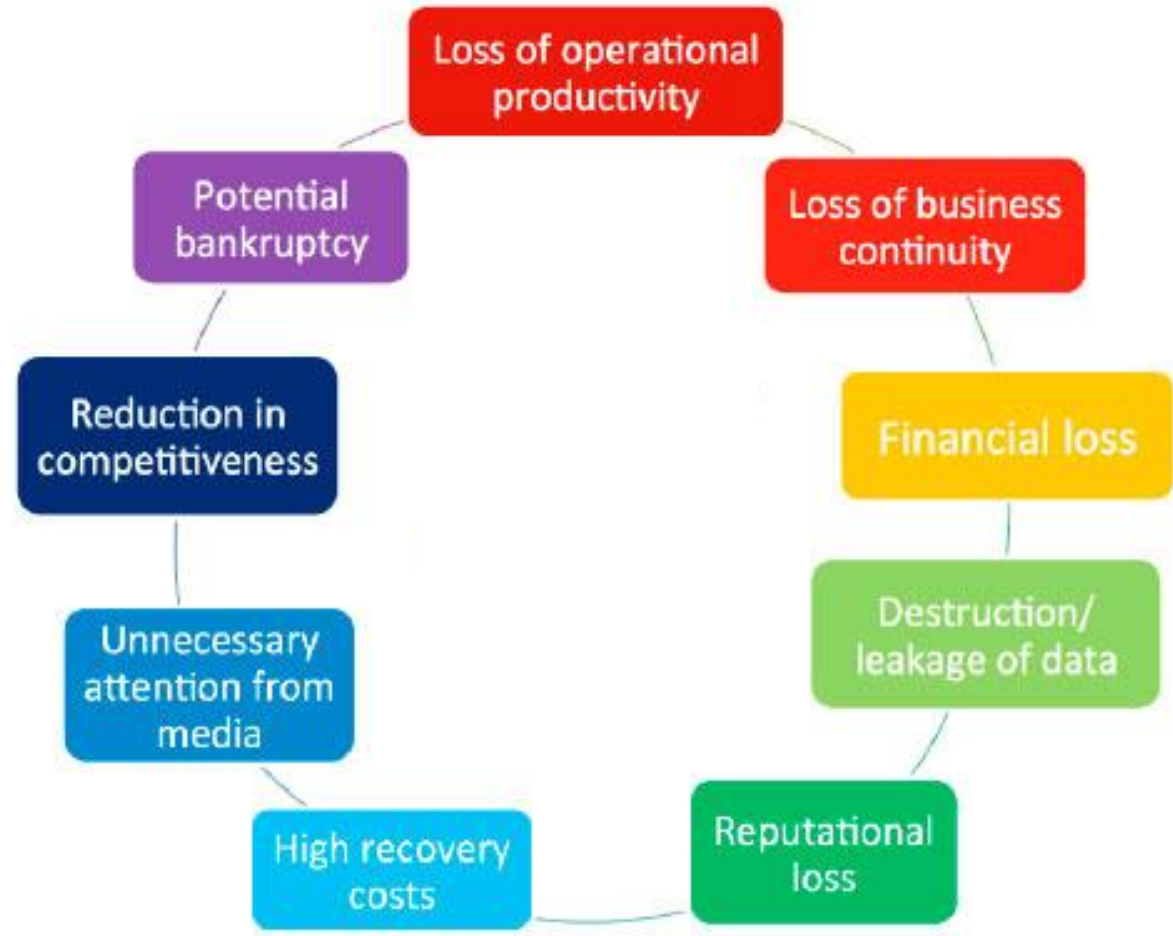 Loss of operational
productivity
Loss of business
continuity
Financial loss
Destruction/
leakage of data
Reputational
loss
High recovery
costs
Unnecessary
attention from
media
Reduction in
competitiveness
Potential
bankruptcy